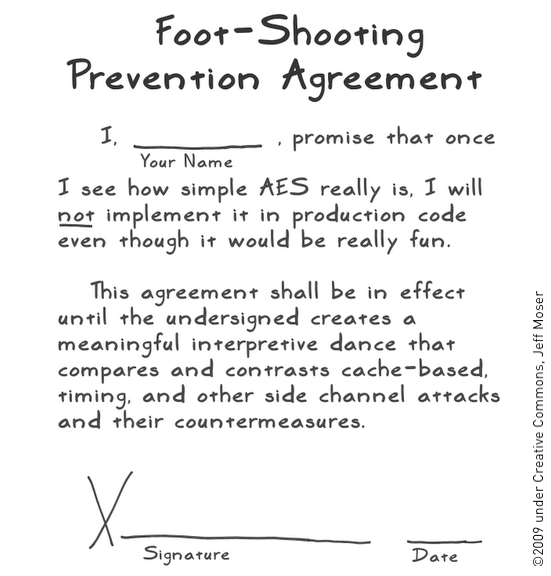 Foot-Shooting
Prevention Agreement
I, ________ , promise that once
Your Name
I see how simple AES really is, I will
not implement it in production code
even though it would be really fun.
This agreement shall be in effect
until the undersigned creates a
meaningful interpretive dance that
compares and contrasts cache-based,
timing, and other side channel attacks
and their countermeasures.
X
Signature
Date
©2009 under Creative Commons, Jeff Moser